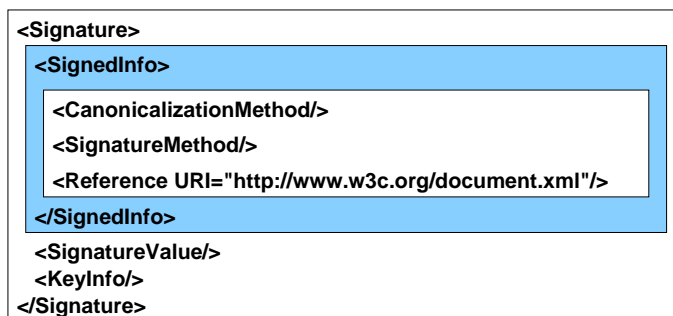 <Signature>
<SignedInfo>
<CanonicalizationMethod/>
<SignatureMethod/>
<Reference URI="http://www.w3c.org/document.xml"/>
</SignedInfo>
<SignatureValue/>
<KeyInfo/>
</Signature>